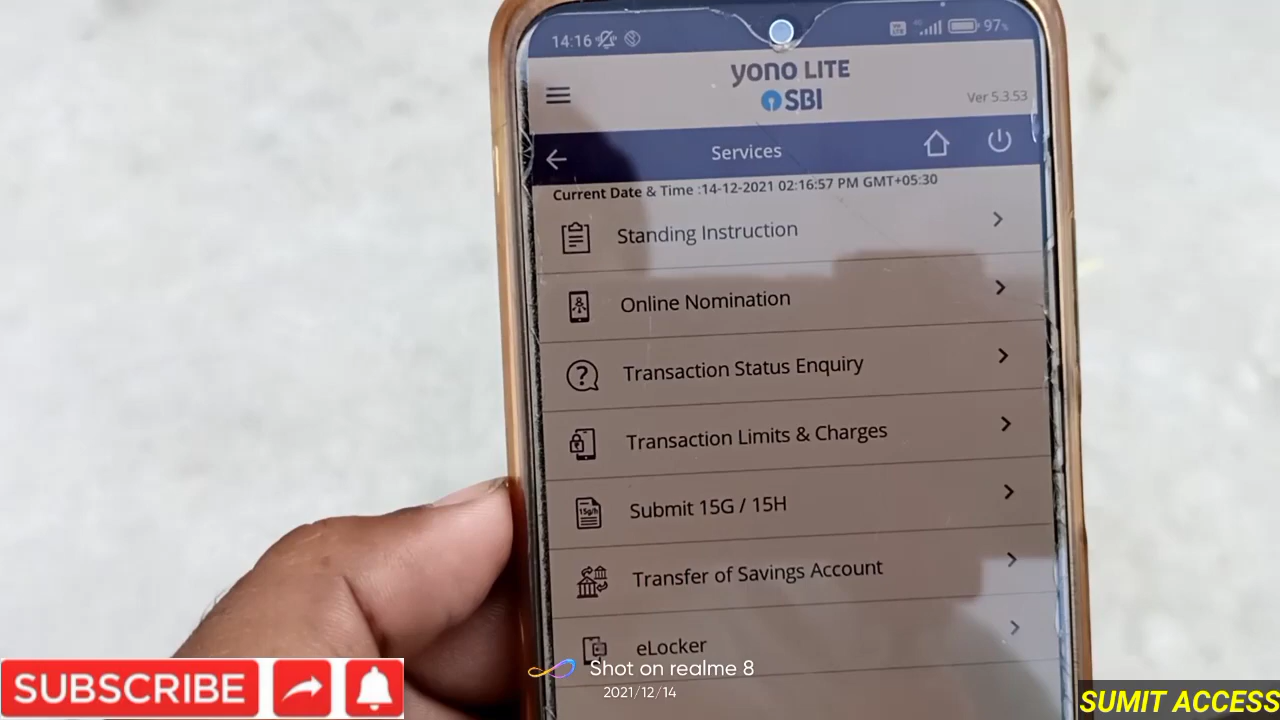 14:16 97%
yono LITE
SBI
Ver 5.3.53
Services
Current Date & Time :14-12-2021 02:16:57 PM GMT+05:30
Standing Instruction
Online Nomination
Transaction Status Enquiry
Transaction Limits & Charges
15g/h
Submit 15G / 15H
Transfer of Savings Account
eLocker
Shot on realme 8
2021/12/14
SUBSCRIBE
SUMIT ACCESS